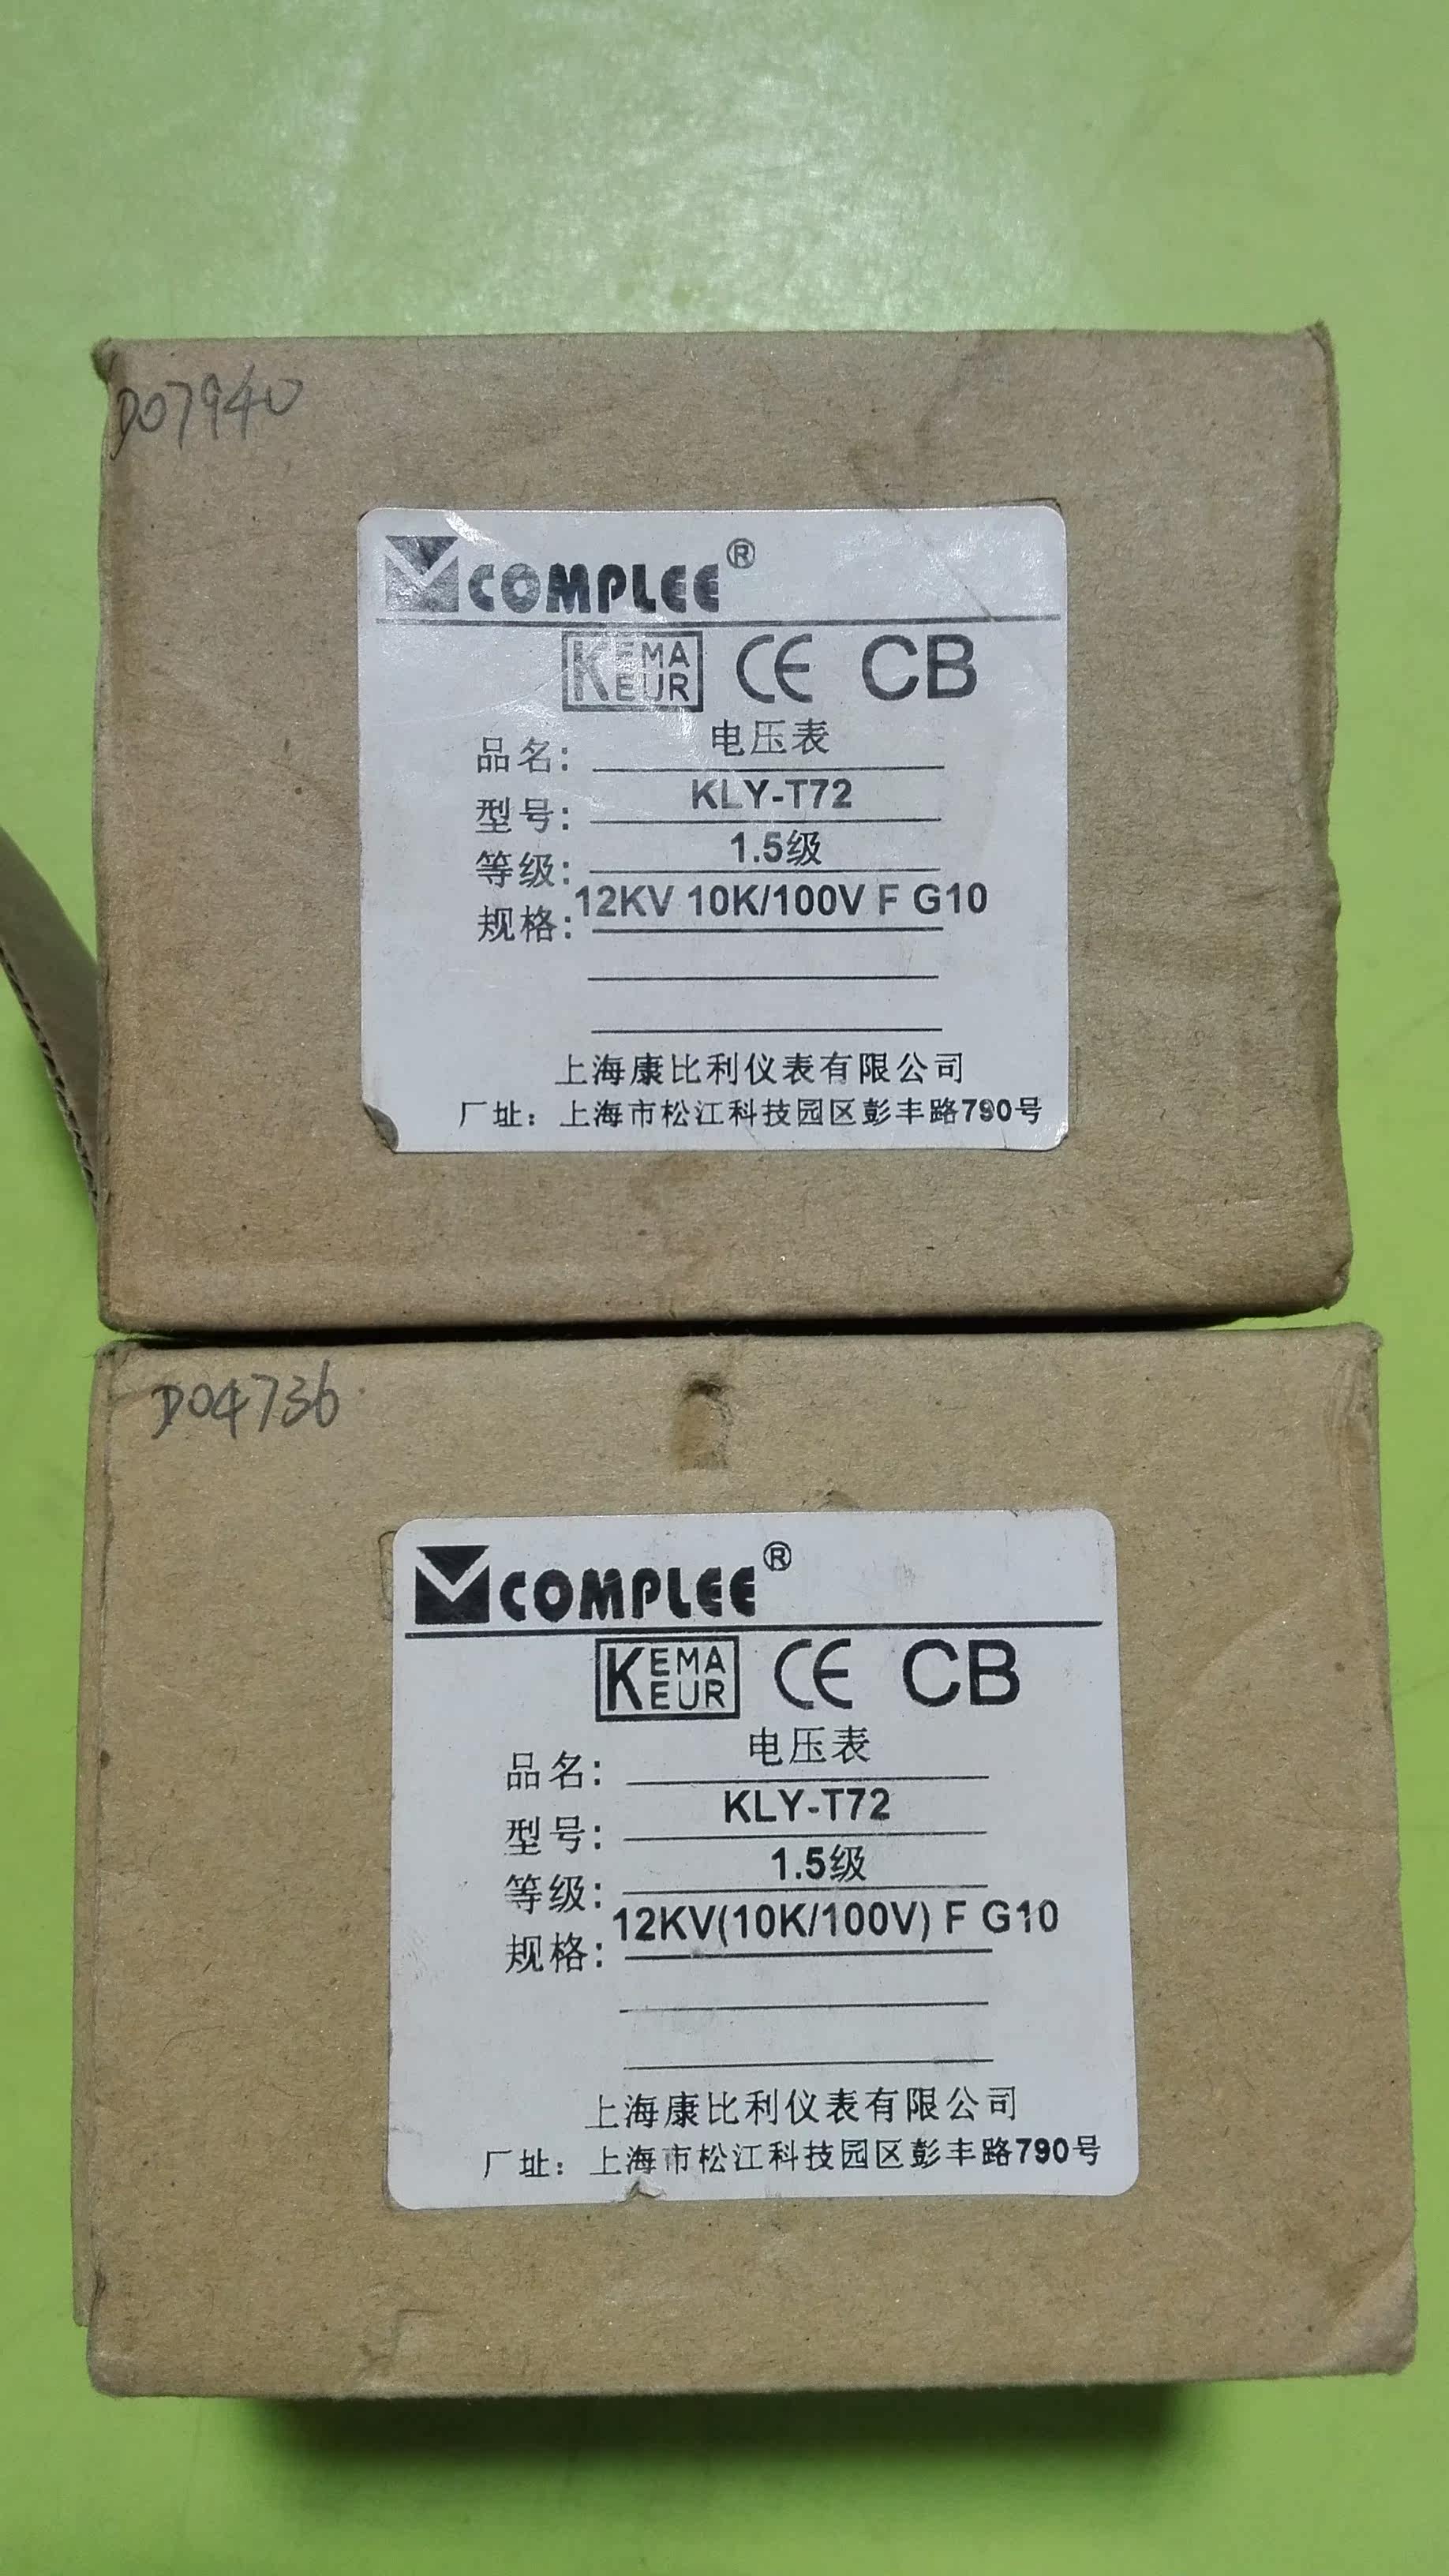 D07940
COMPLEE®
KEMA EUR CE CB
品名: 电压表
型号: KLY-T72
等级: 1.5级
规格: 12KV 10K/100V F G10
上海康比利仪表有限公司
厂址: 上海市松江科技园区彭丰路790号
D04736
COMPLEE®
KEMA EUR CE CB
品名: 电压表
型号: KLY-T72
等级: 1.5级
规格: 12KV(10K/100V) F G10
上海康比利仪表有限公司
厂址: 上海市松江科技园区彭丰路790号